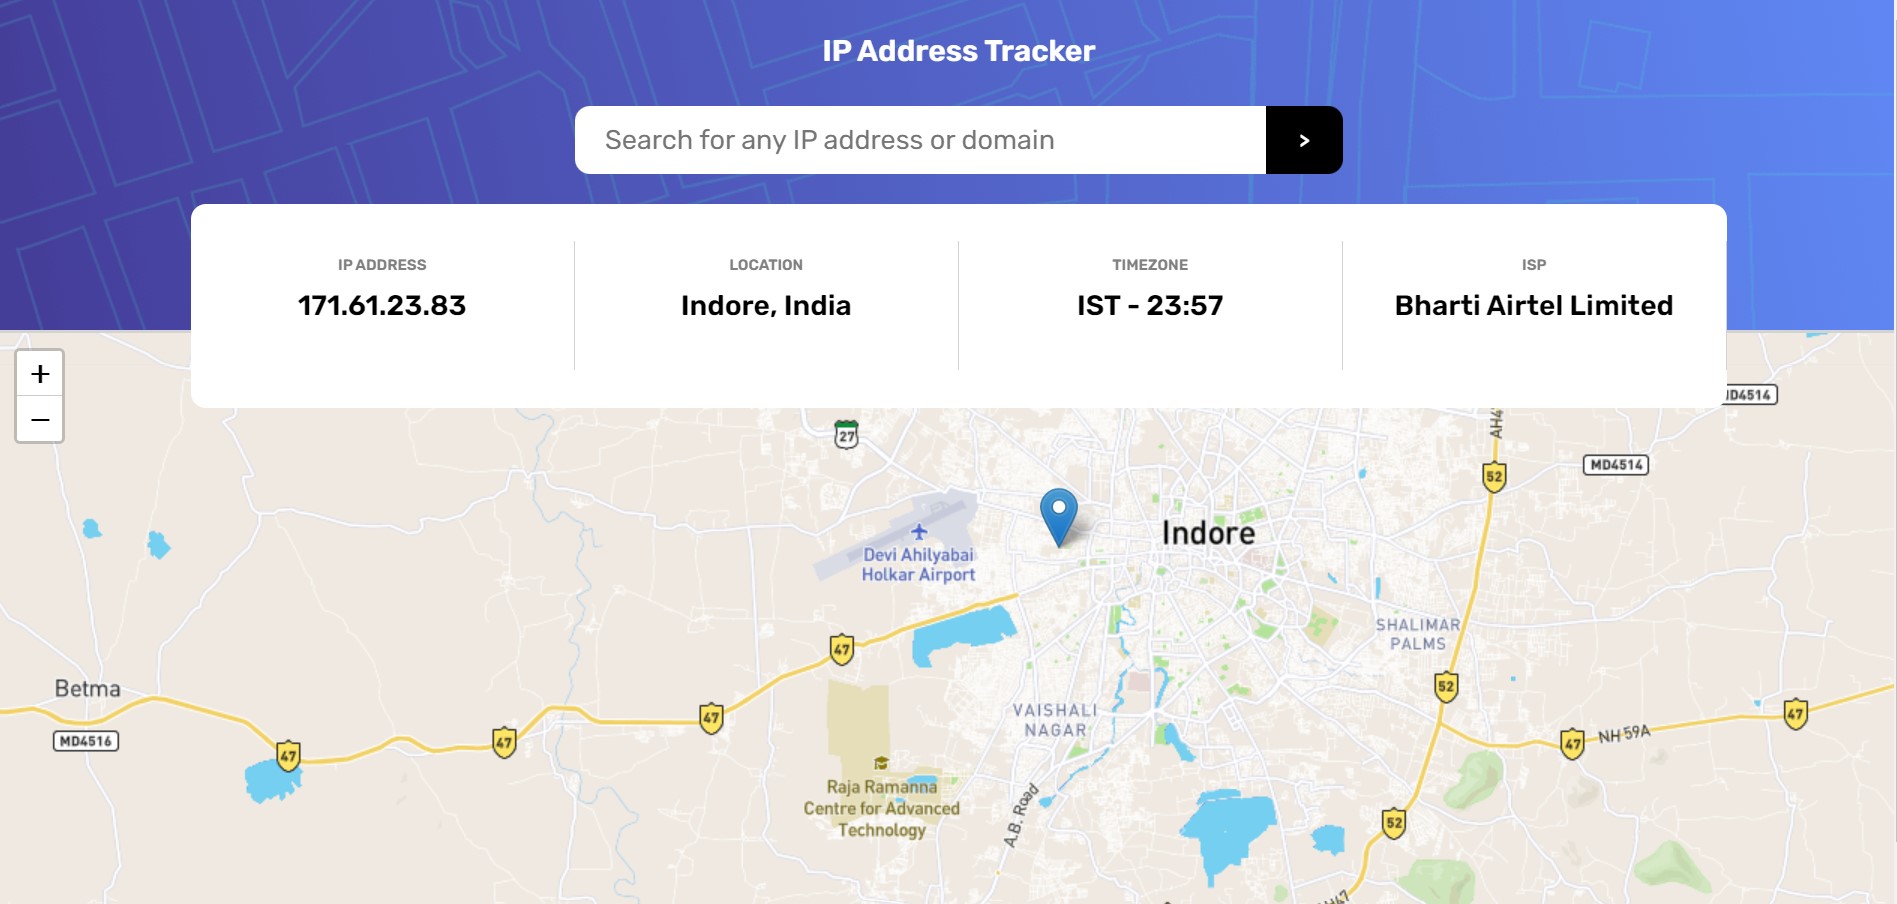 IP Address Tracker
Search for any IP address or domain
>
IP ADDRESS
171.61.23.83
LOCATION
Indore, India
TIMEZONE
IST - 23:57
ISP
Bharti Airtel Limited
+
−
MD4514
27
AH47
52
MD4514
Devi Ahilyabai
Holkar Airport
Indore
SHALIMAR
PALMS
47
52
Betma
MD4516
47
47
47
VAISHALI
NAGAR
47
NH 59A
47
Raja Ramanna
Centre for Advanced
Technology
A.B. Road
52
AH47